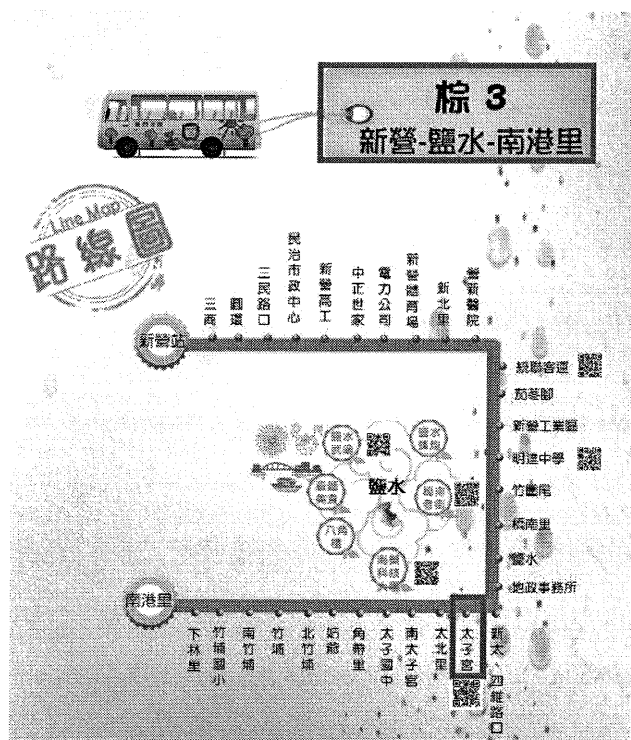 棕 3
新營-鹽水-南港里
Line Map
路線圖
新營站
三商
圓環
三民路口
民治市政中心
新營高工
中正世家
電力公司
新營體育場
新北里
營新醫院
統聯客運
茄苳腳
新營工業區
明達中學
竹圍尾
橋南里
鹽水
地政事務所
鹽水
八角樓
南港里
下林里
竹埔國小
南竹埔
竹埔
北竹埔
姑爺
角帶里
太子國中
南太子宮
太北里
太子宮
新太、四維路口